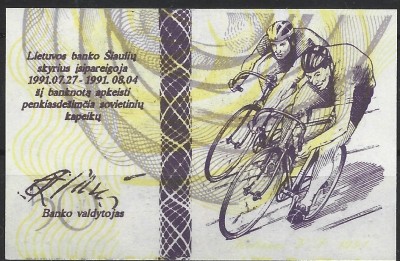 Lietuvos banko Šiaulių
skyrius įsipareigoja
1991.07.27 - 1991.08.04
šį banknotą apkeisti
penkiasdešimčia sovietinių
kapeikų
Banko valdytojas